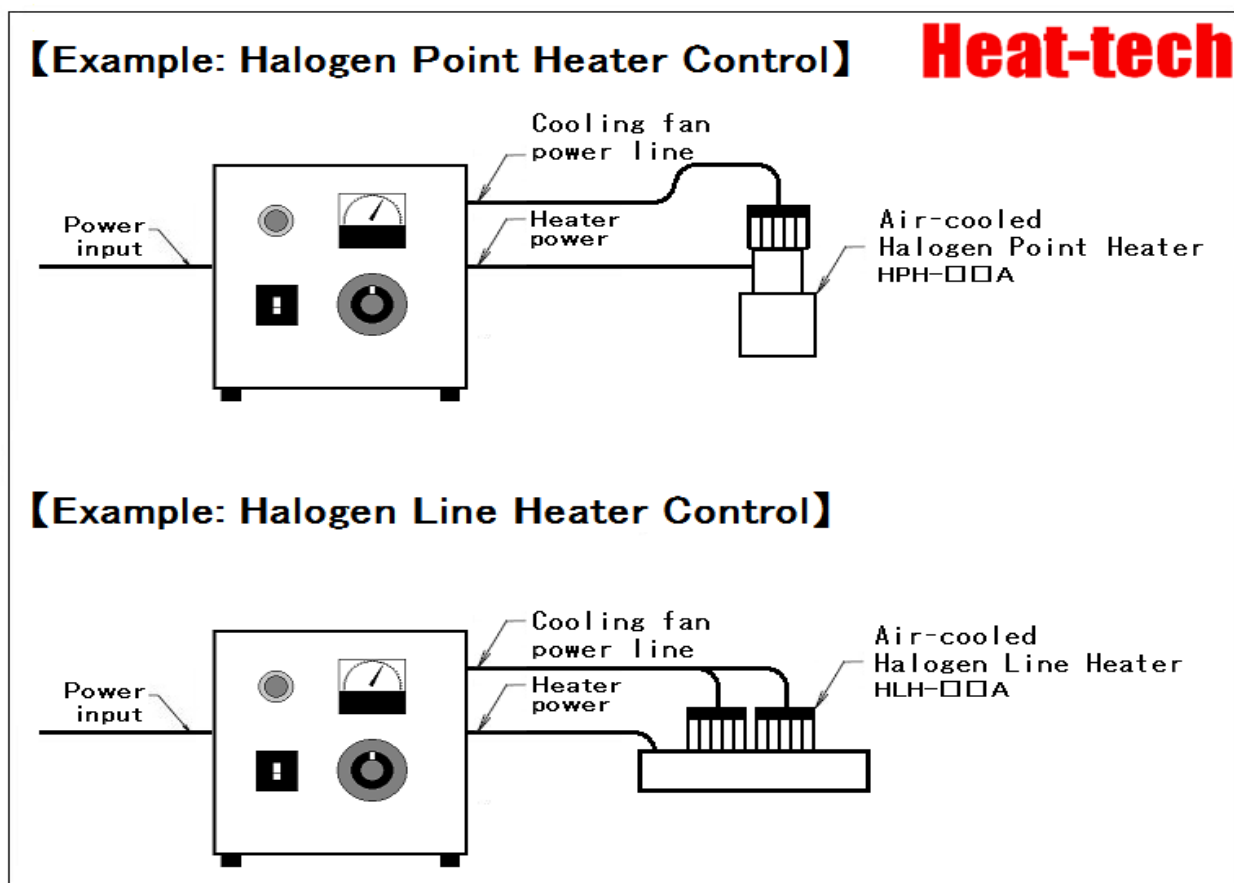 【Example: Halogen Point Heater Control】
Heat-tech
Cooling fan
power line
Power
input
Heater
power
Air-cooled
Halogen Point Heater
HPH-□□A
【Example: Halogen Line Heater Control】
Cooling fan
power line
Power
input
Heater
power
Air-cooled
Halogen Line Heater
HLH-□□A